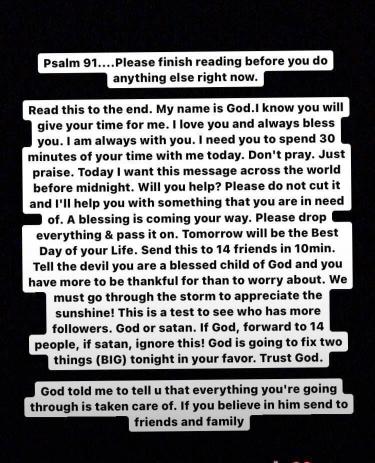 Psalm 91....Please finish reading before you do
anything else right now.
Read this to the end. My name is God.I know you will
give your time for me. I love you and always bless
you. I am always with you. I need you to spend 30
minutes of your time with me today. Don't pray. Just
praise. Today I want this message across the world
before midnight. Will you help? Please do not cut it
and I'll help you with something that you are in need
of. A blessing is coming your way. Please drop
everything & pass it on. Tomorrow will be the Best
Day of your Life. Send this to 14 friends in 10min.
Tell the devil you are a blessed child of God and you
have more to be thankful for than to worry about. We
must go through the storm to appreciate the
sunshine! This is a test to see who has more
followers. God or satan. If God, forward to 14
people, if satan, ignore this! God is going to fix two
things (BIG) tonight in your favor. Trust God.
God told me to tell u that everything you're going
through is taken care of. If you believe in him send to
friends and family